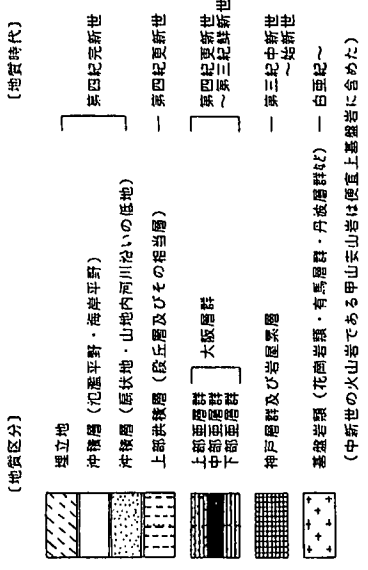 〔地質区分〕 〔地質時代〕
埋立地
沖積層（氾濫平野・海岸平野） 第四紀完新世
沖積層（扇状地・山地内河川沿いの低地）
上部洪積層（段丘層及びその相当層） — 第四紀更新世
上部亜層群
中部亜層群 大阪層群 第四紀更新世
下部亜層群 ～第三紀鮮新世
神戸層群及び岩屋累層 — 第三紀中新世
～始新世
基盤岩類（花崗岩類・有馬層群・丹波層群など） — 白亜紀～
（中新世の火山岩である甲山安山岩は便宜上基盤岩に含めた）